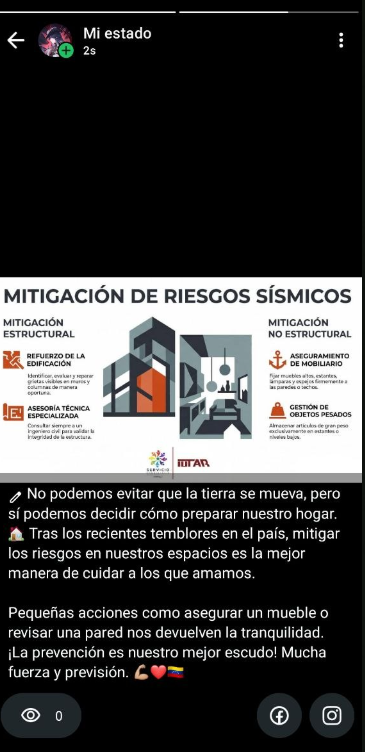 Mi estado
2s
MITIGACIÓN DE RIESGOS SÍSMICOS
MITIGACIÓN
ESTRUCTURAL
REFUERZO DE LA
EDIFICACIÓN
Identificar, evaluar y reparar
grietas visibles en muros y
columnas de manera
oportuna.
ASESORÍA TÉCNICA
ESPECIALIZADA
Consultar siempre a un
ingeniero civil para validar la
integridad de la estructura.
MITIGACIÓN
NO ESTRUCTURAL
ASEGURAMIENTO
DE MOBILIARIO
Fijar muebles altos, estantes,
lámparas y espejos firmemente a
las paredes o techos.
GESTIÓN DE
OBJETOS PESADOS
Almacenar artículos de gran peso
exclusivamente en estantes o
niveles bajos.
SERVICIO
No podemos evitar que la tierra se mueva, pero
sí podemos decidir cómo preparar nuestro hogar.
Tras los recientes temblores en el país, mitigar
los riesgos en nuestros espacios es la mejor
manera de cuidar a los que amamos.
Pequeñas acciones como asegurar un mueble o
revisar una pared nos devuelven la tranquilidad.
¡La prevención es nuestro mejor escudo! Mucha
fuerza y previsión. 💪🏼❤️🇻🇪
0